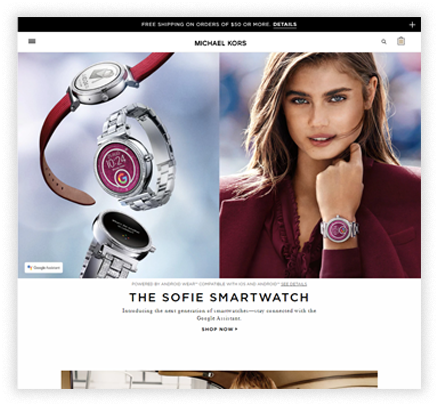 FREE SHIPPING ON ORDERS OF $50 OR MORE. DETAILS
MICHAEL KORS
10:24
Google Assistant
POWERED BY ANDROID WEAR™ COMPATIBLE WITH IOS AND ANDROID™ SEE DETAILS
THE SOFIE SMARTWATCH
Introducing the next generation of smartwatches—stay connected with the
Google Assistant.
SHOP NOW